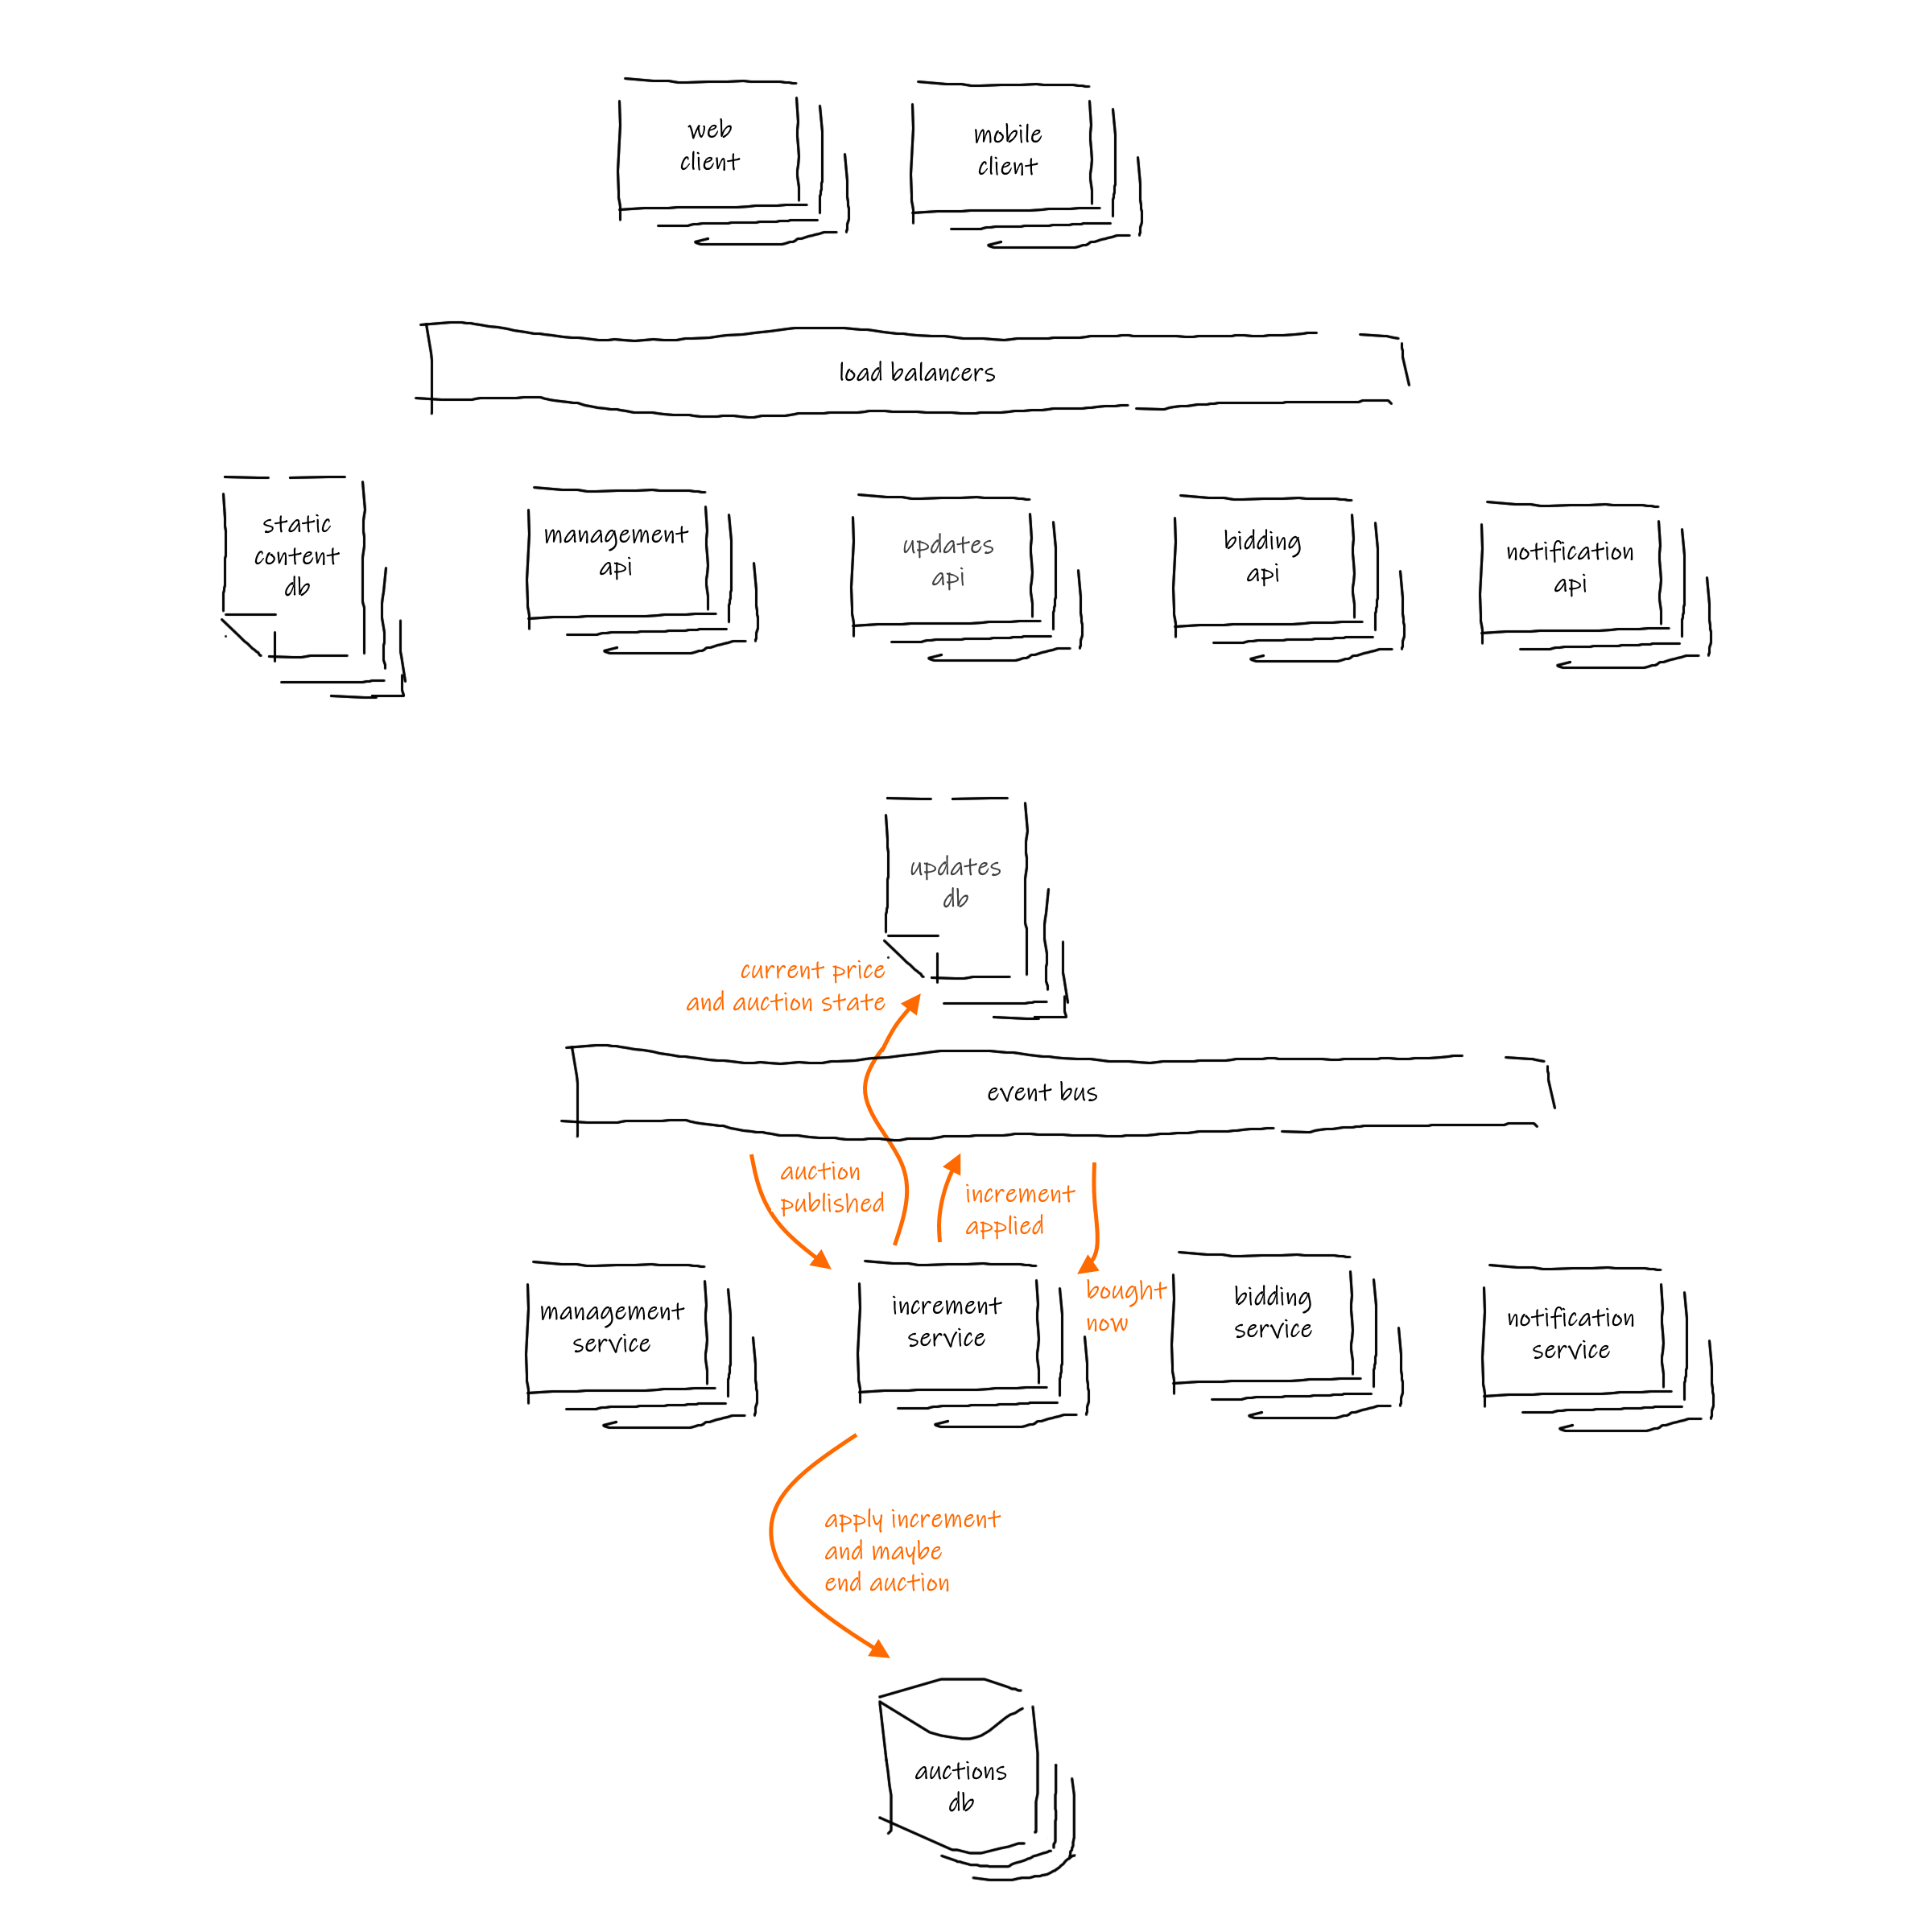 web
client
mobile
client
load balancers
static
content
db
management
api
updates
api
bidding
api
notification
api
updates
db
current price
and auction state
event bus
auction
published
increment
applied
bought
now
management
service
increment
service
bidding
service
notification
service
apply increment
and maybe
end auction
auctions
db